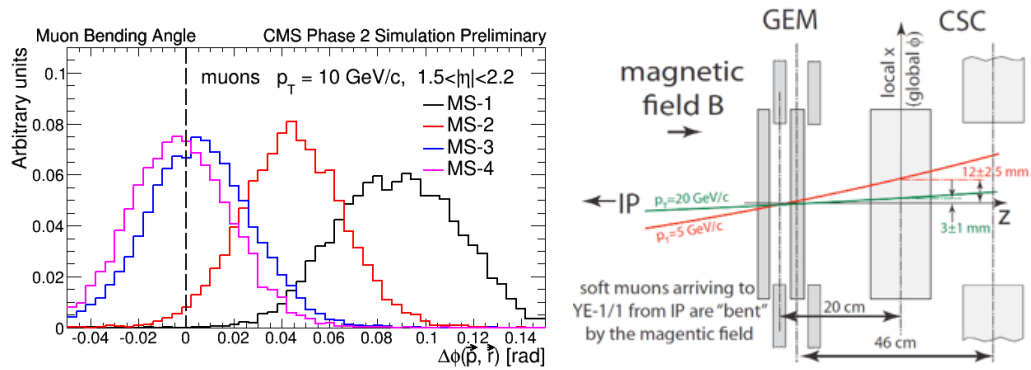 Muon Bending Angle
CMS Phase 2 Simulation Preliminary
Arbitrary units
0.1
0.08
0.06
0.04
0.02
0
muons p_T = 10 GeV/c, 1.5<|η|<2.2
MS-1
MS-2
MS-3
MS-4
-0.04 -0.02 0 0.02 0.04 0.06 0.08 0.1 0.12 0.14
Δϕ(p⃗, r⃗) [rad]
GEM
CSC
local x
(global ϕ)
magnetic
field B
IP
p_T=20 GeV/c
p_T=5 GeV/c
12±2.5 mm
3±1 mm
Z
soft muons arriving to
YE-1/1 from IP are "bent"
by the magentic field
20 cm
46 cm